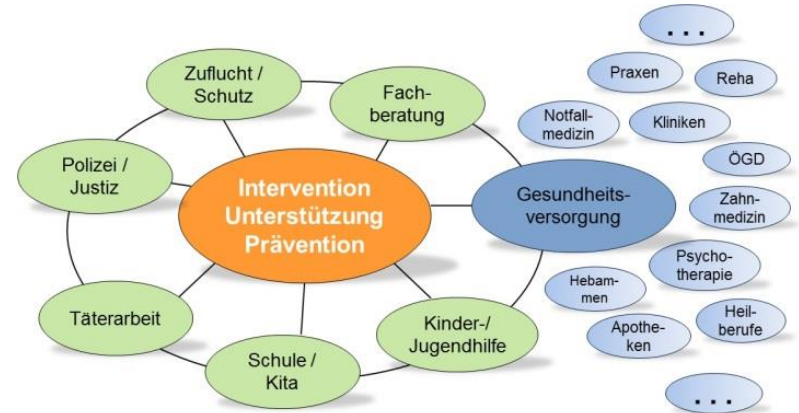 . . .
Zuflucht /
Schutz
Fach-
beratung
Praxen
Reha
Notfall-
medizin
Kliniken
ÖGD
Polizei /
Justiz
Intervention
Unterstützung
Prävention
Gesundheits-
versorgung
Zahn-
medizin
Psycho-
therapie
Hebam-
men
Heil-
berufe
Apothe-
ken
Täterarbeit
Schule /
Kita
Kinder-/
Jugendhilfe
. . .